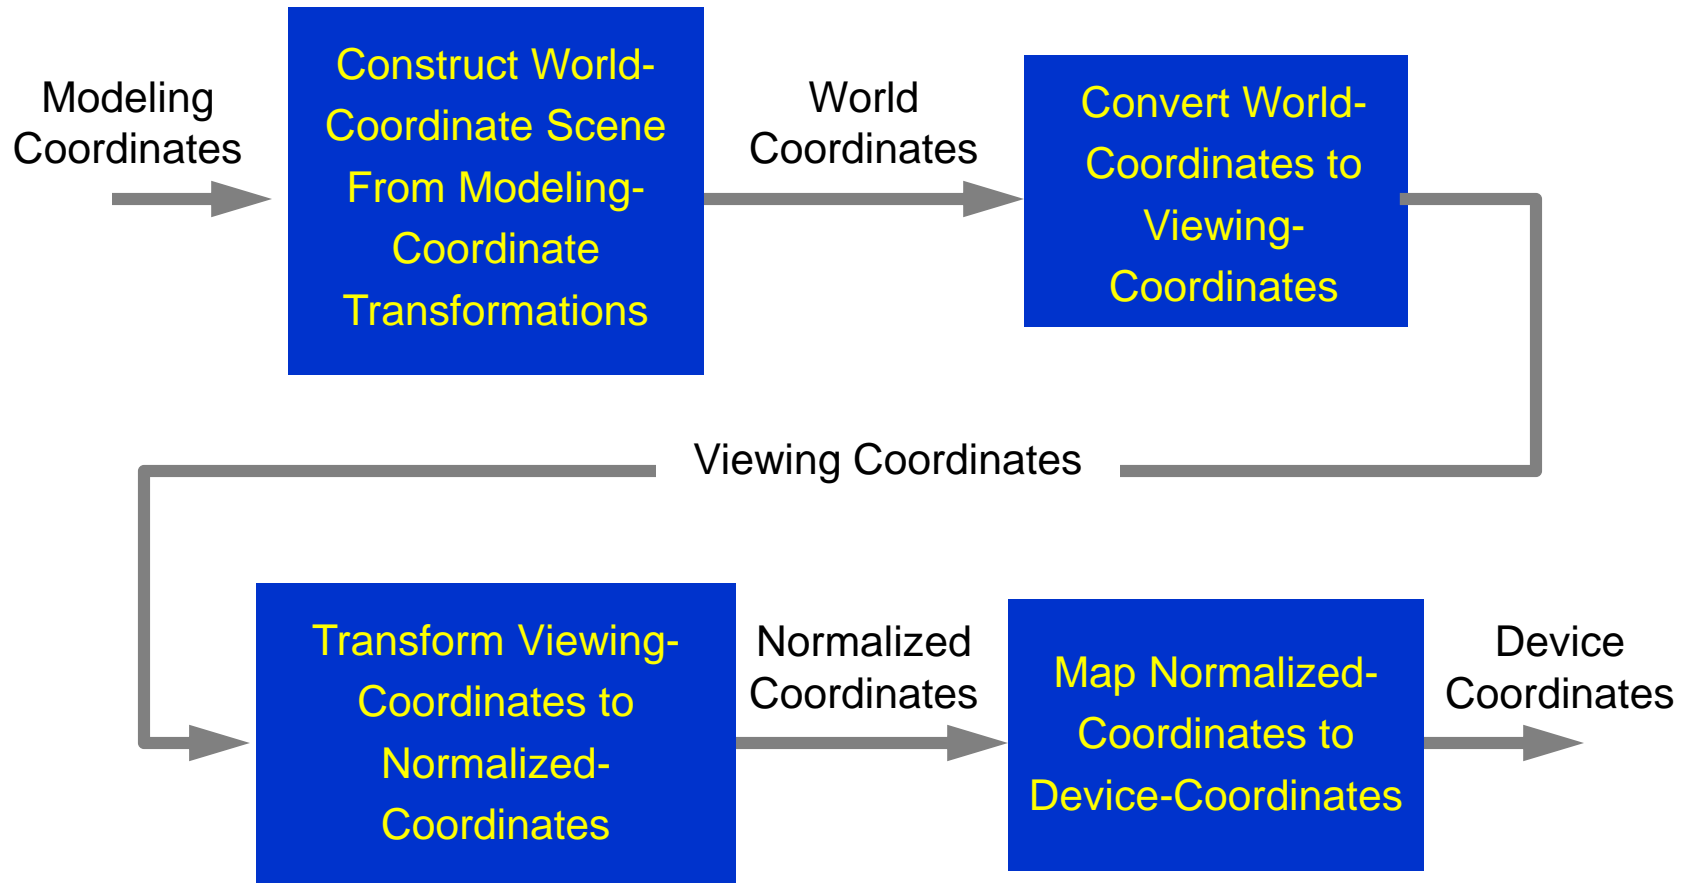 Modeling
Coordinates
Construct World-
Coordinate Scene
From Modeling-
Coordinate
Transformations
World
Coordinates
Convert World-
Coordinates to
Viewing-
Coordinates
Viewing Coordinates
Transform Viewing-
Coordinates to
Normalized-
Coordinates
Normalized
Coordinates
Map Normalized-
Coordinates to
Device-Coordinates
Device
Coordinates